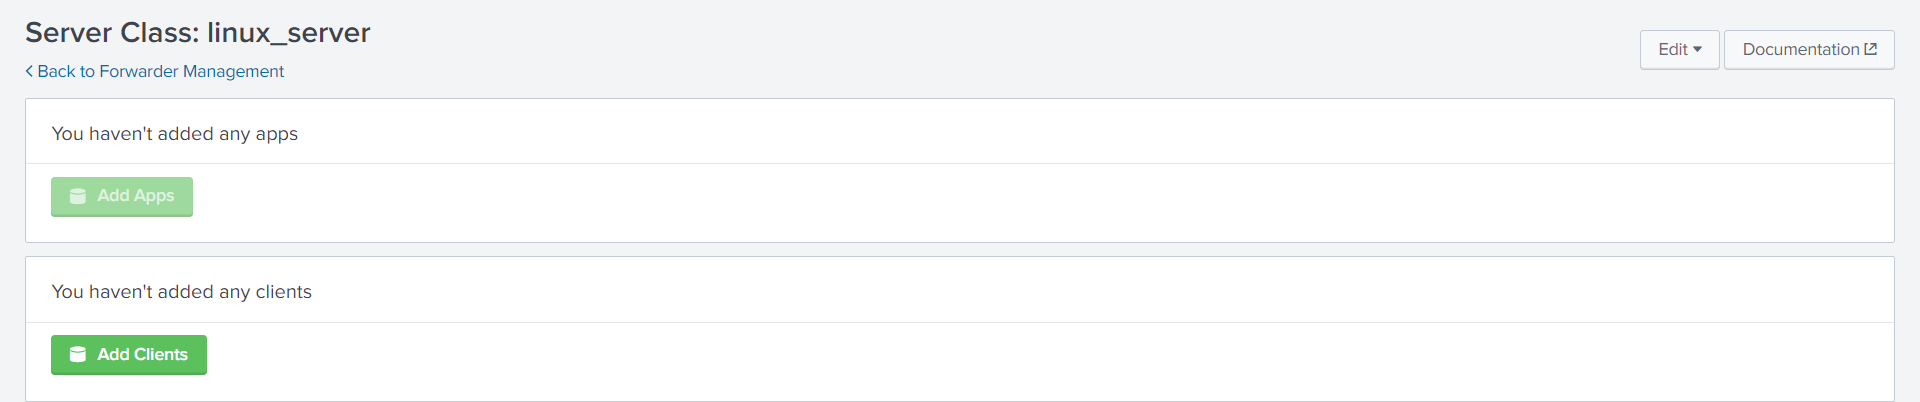 Server Class: linux_server
Back to Forwarder Management
Edit
Documentation
You haven't added any apps
Add Apps
You haven't added any clients
Add Clients